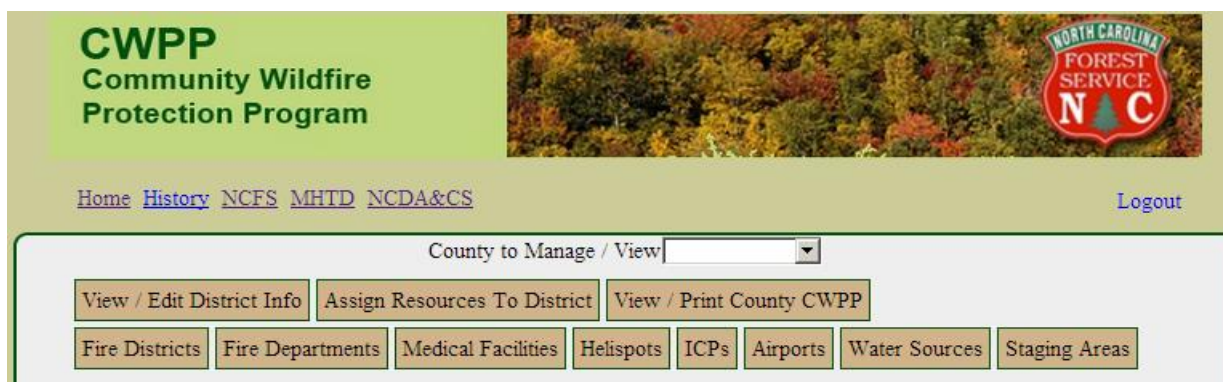 CWPP
Community Wildfire
Protection Program
NORTH CAROLINA
FOREST
SERVICE
N C
Home History NCFS MHTD NCDA&CS
Logout
County to Manage / View
View / Edit District Info Assign Resources To District View / Print County CWPP
Fire Districts Fire Departments Medical Facilities Helispots ICPs Airports Water Sources Staging Areas